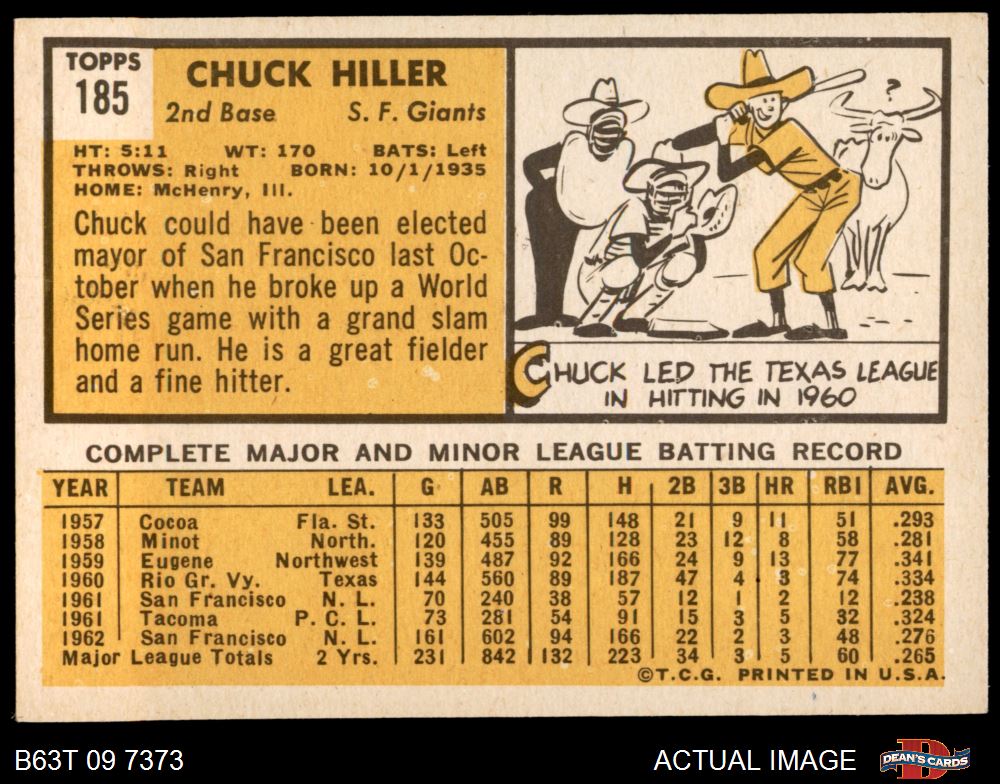 TOPPS
185
CHUCK HILLER
2nd Base S. F. Giants
HT: 5:11 WT: 170 BATS: Left
THROWS: Right BORN: 10/1/1935
HOME: McHenry, Ill.
Chuck could have been elected
mayor of San Francisco last Oc-
tober when he broke up a World
Series game with a grand slam
home run. He is a great fielder
and a fine hitter.
?
CHUCK LED THE TEXAS LEAGUE
IN HITTING IN 1960
COMPLETE MAJOR AND MINOR LEAGUE BATTING RECORD
YEAR TEAM LEA. G AB R H 2B 3B HR RBI AVG.
1957 Cocoa Fla. St. 133 505 99 148 21 9 11 51 .293
1958 Minot North. 120 455 89 128 23 12 8 58 .281
1959 Eugene Northwest 139 487 92 166 24 9 13 77 .341
1960 Rio Gr. Vy. Texas 144 560 89 187 47 4 3 74 .334
1961 San Francisco N. L. 70 240 38 57 12 1 2 12 .238
1961 Tacoma P. C. L. 73 281 54 91 15 3 5 32 .324
1962 San Francisco N. L. 161 602 94 166 22 2 3 48 .276
Major League Totals 2 Yrs. 231 842 132 223 34 3 5 60 .265
©T.C.G. PRINTED IN U.S.A.
B63T 09 7373 ACTUAL IMAGE DEAN'S CARDS